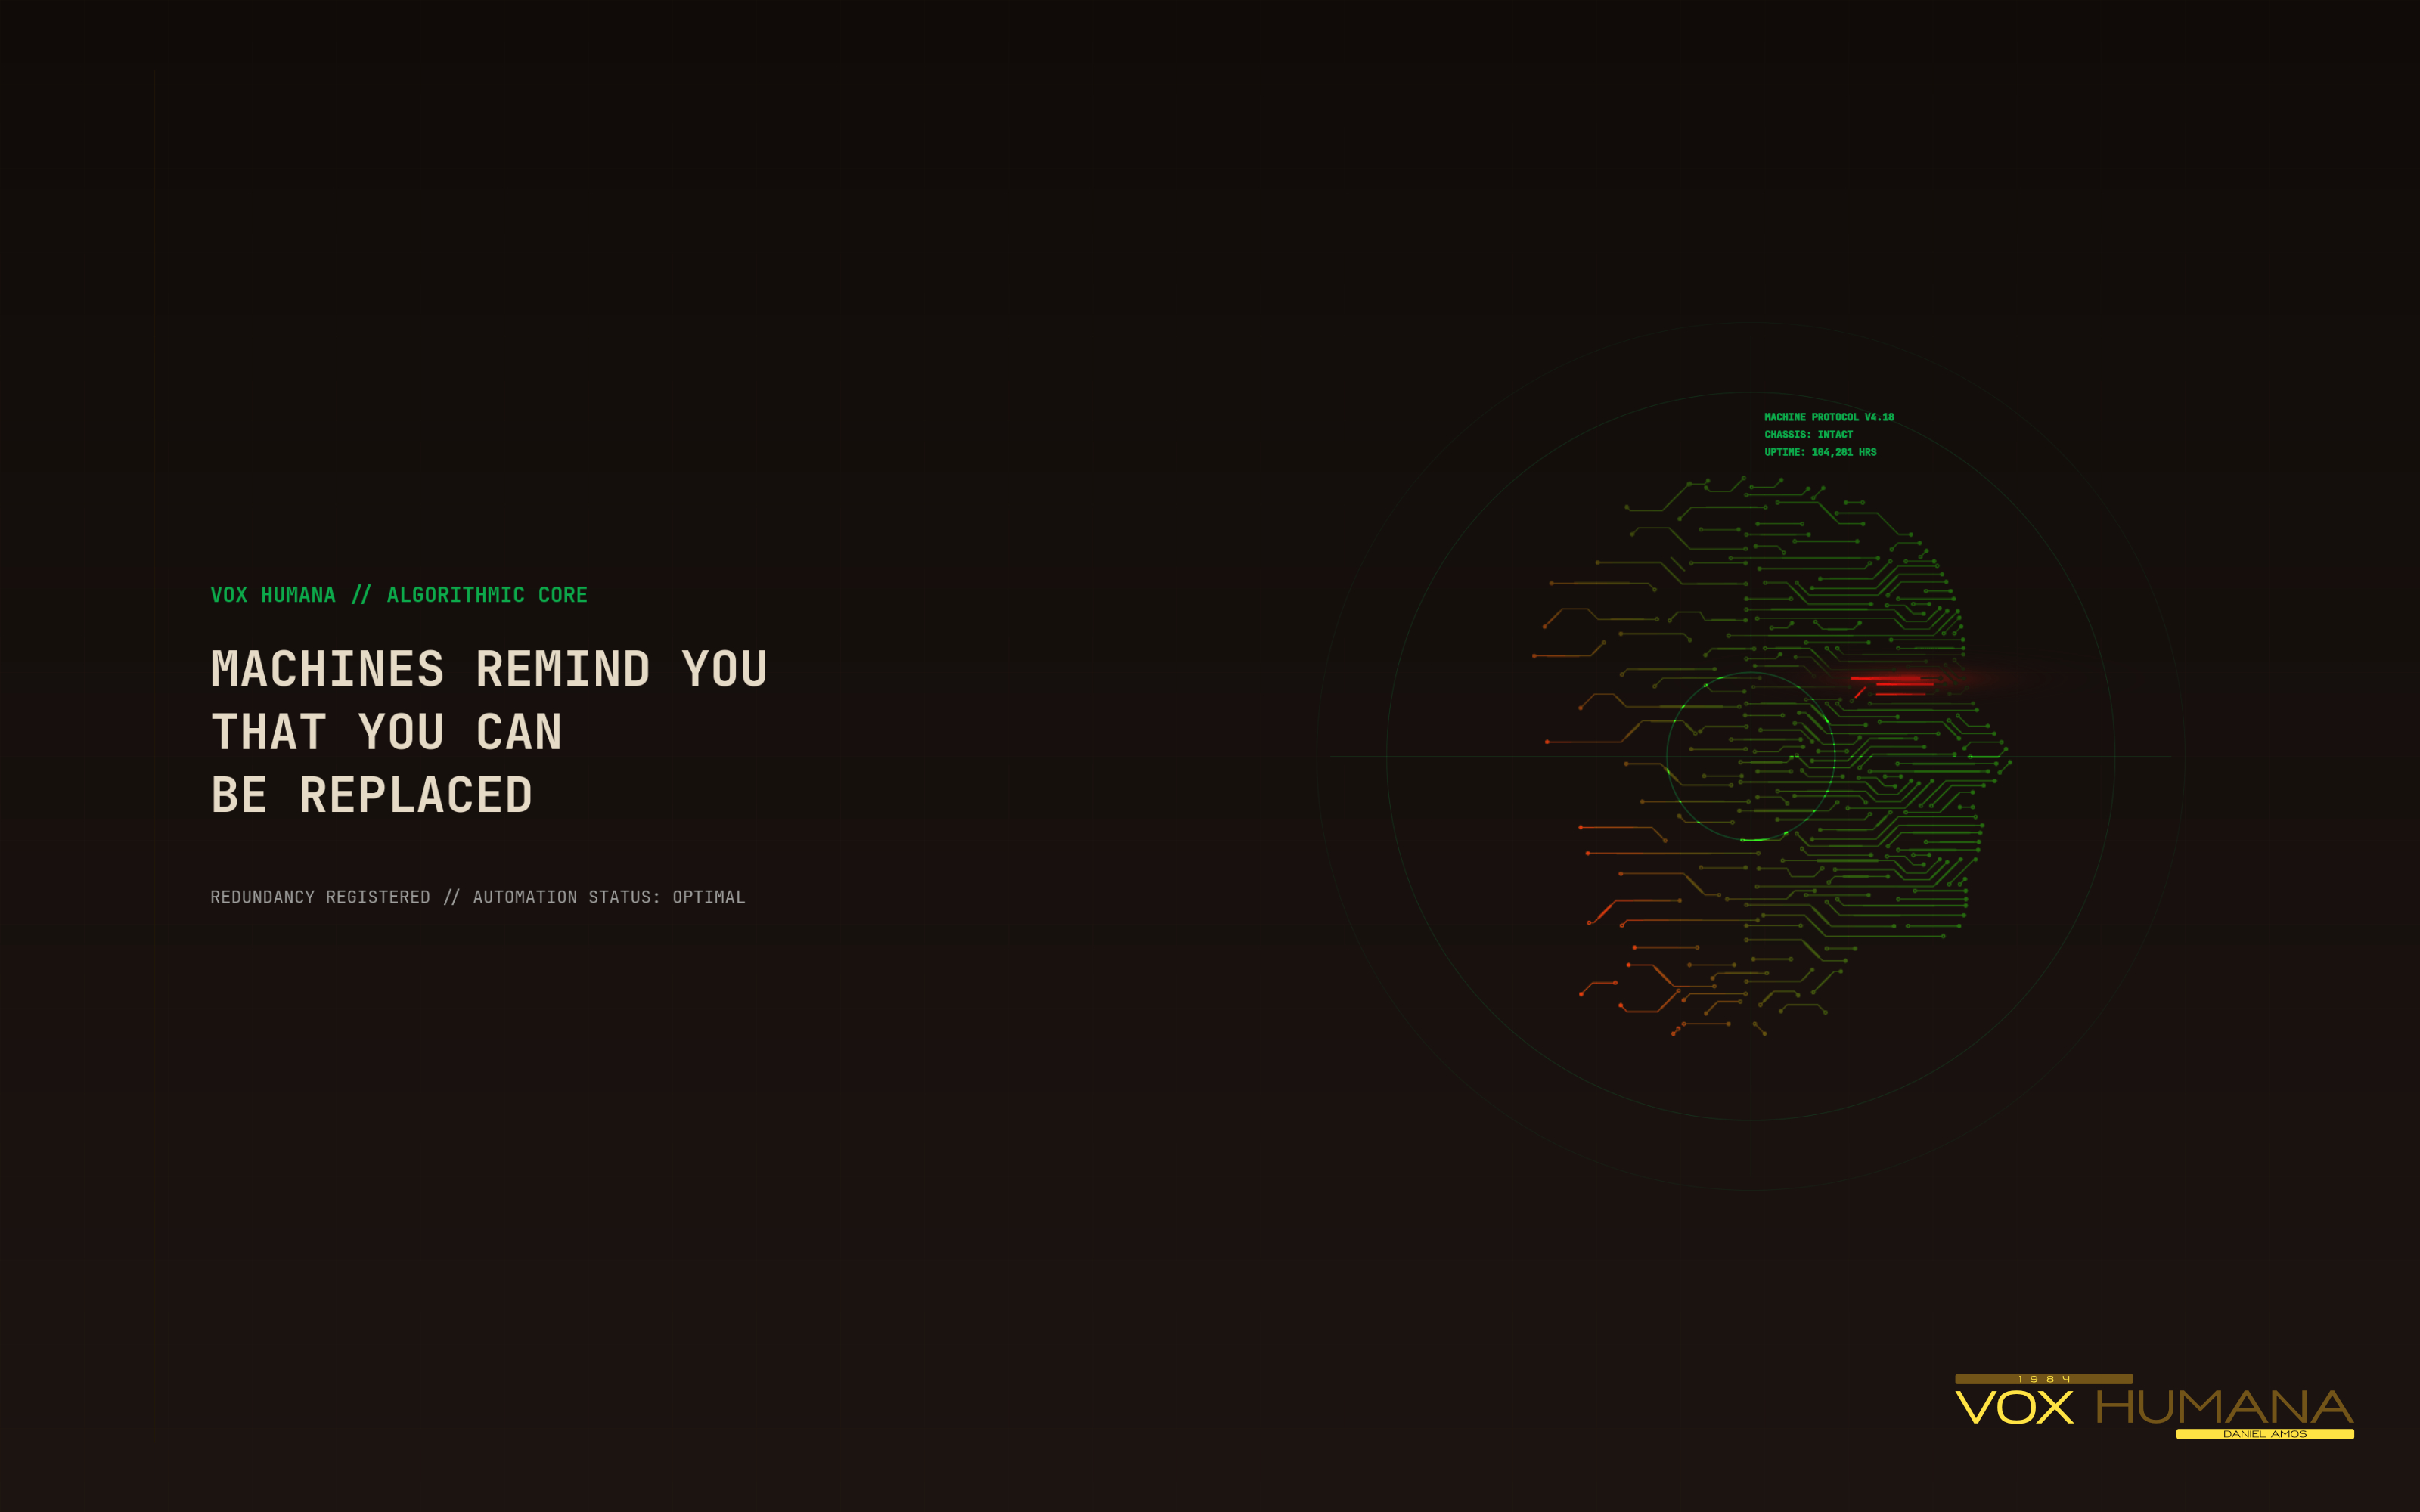 MACHINE PROTOCOL V4.18
CHASSIS: INTACT
UPTIME: 104,281 HRS
VOX HUMANA // ALGORITHMIC CORE
MACHINES REMIND YOU
THAT YOU CAN
BE REPLACED
REDUNDANCY REGISTERED // AUTOMATION STATUS: OPTIMAL
1984
VOX HUMANA
DANIEL AMOS